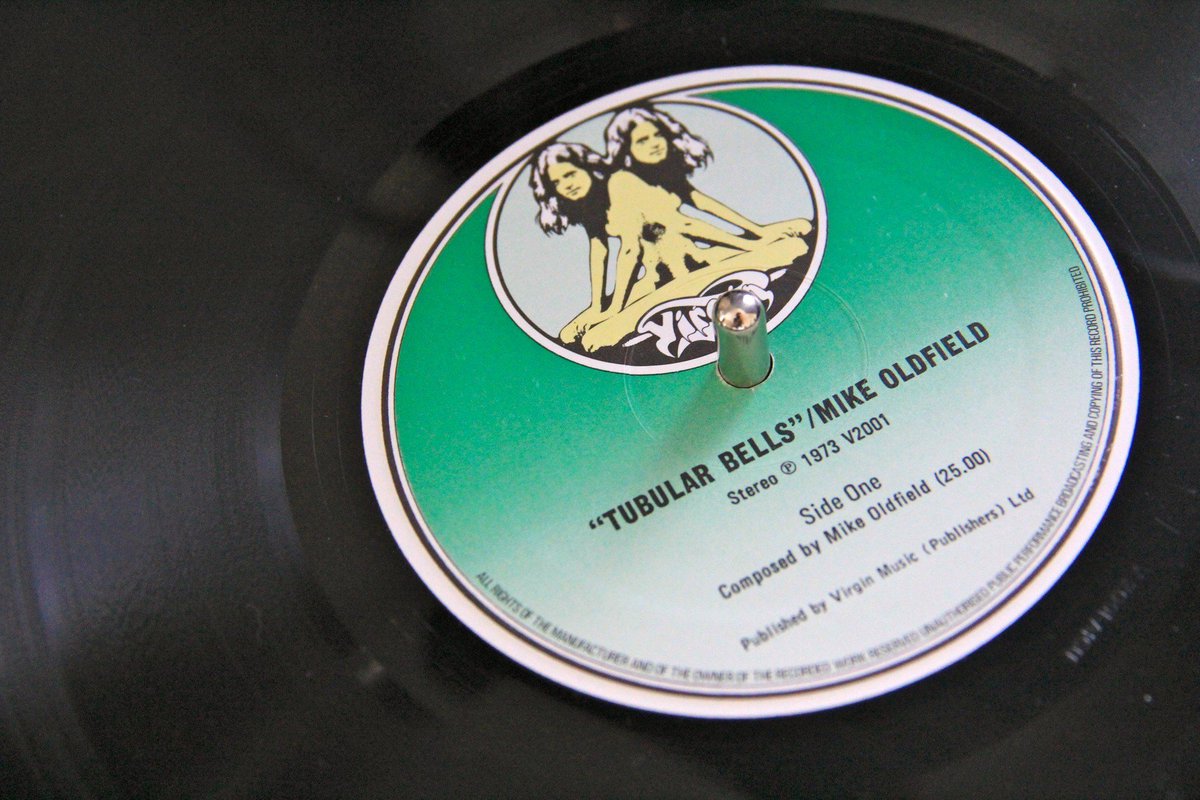 “TUBULAR BELLS”/MIKE OLDFIELD
Stereo ℗ 1973 V2001
Side One
Composed by Mike Oldfield (25.00)
Published by Virgin Music (Publishers) Ltd
ALL RIGHTS OF THE MANUFACTURER AND OF THE OWNER OF THE RECORDED WORK RESERVED UNAUTHORISED PUBLIC PERFORMANCE BROADCASTING AND COPYING OF THIS RECORD PROHIBITED